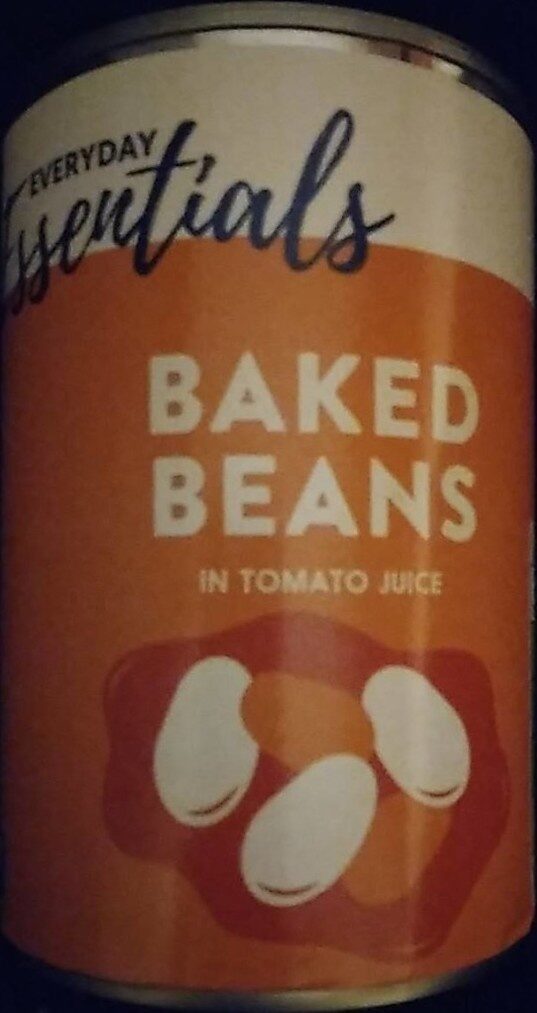 EVERYDAY
Essentials
BAKED
BEANS
IN TOMATO JUICE